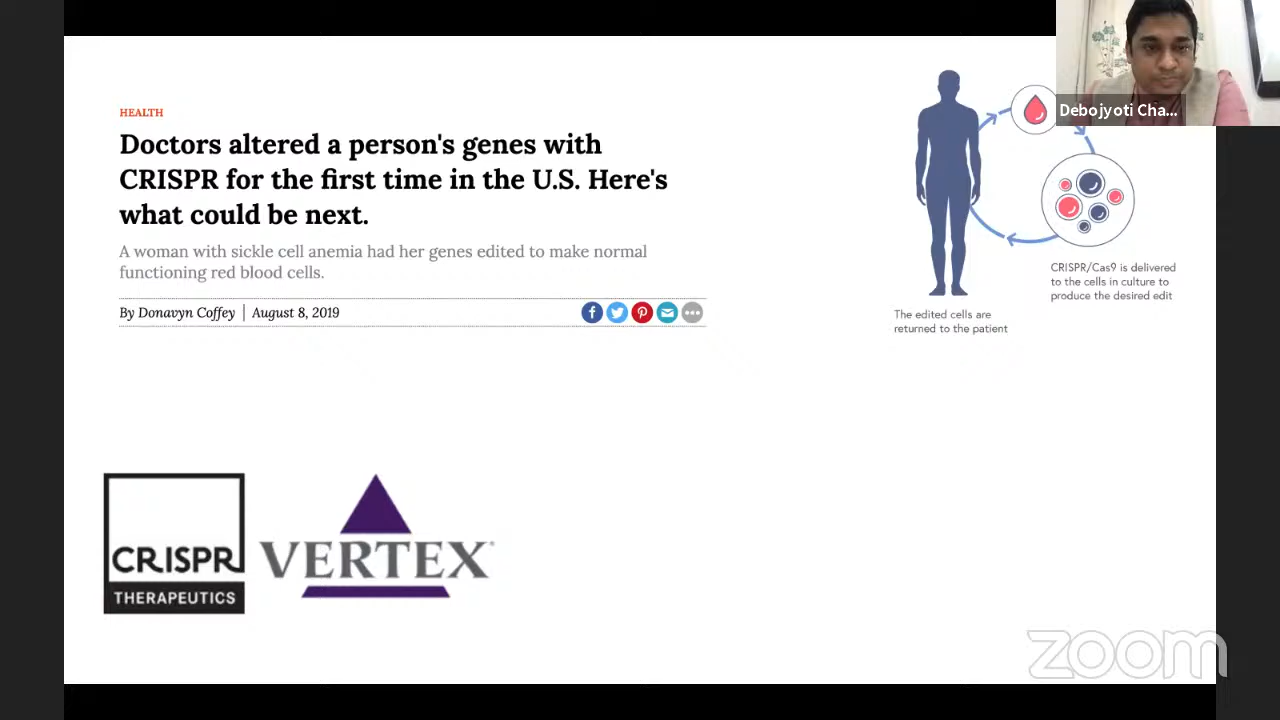 HEALTH
Doctors altered a person's genes with
CRISPR for the first time in the U.S. Here's
what could be next.
A woman with sickle cell anemia had her genes edited to make normal
functioning red blood cells.
By Donavyn Coffey | August 8, 2019
Debojyoti Cha...
CRISPR/Cas9 is delivered
to the cells in culture to
produce the desired edit
The edited cells are
returned to the patient
CRISPR
THERAPEUTICS
VERTEX
zoom